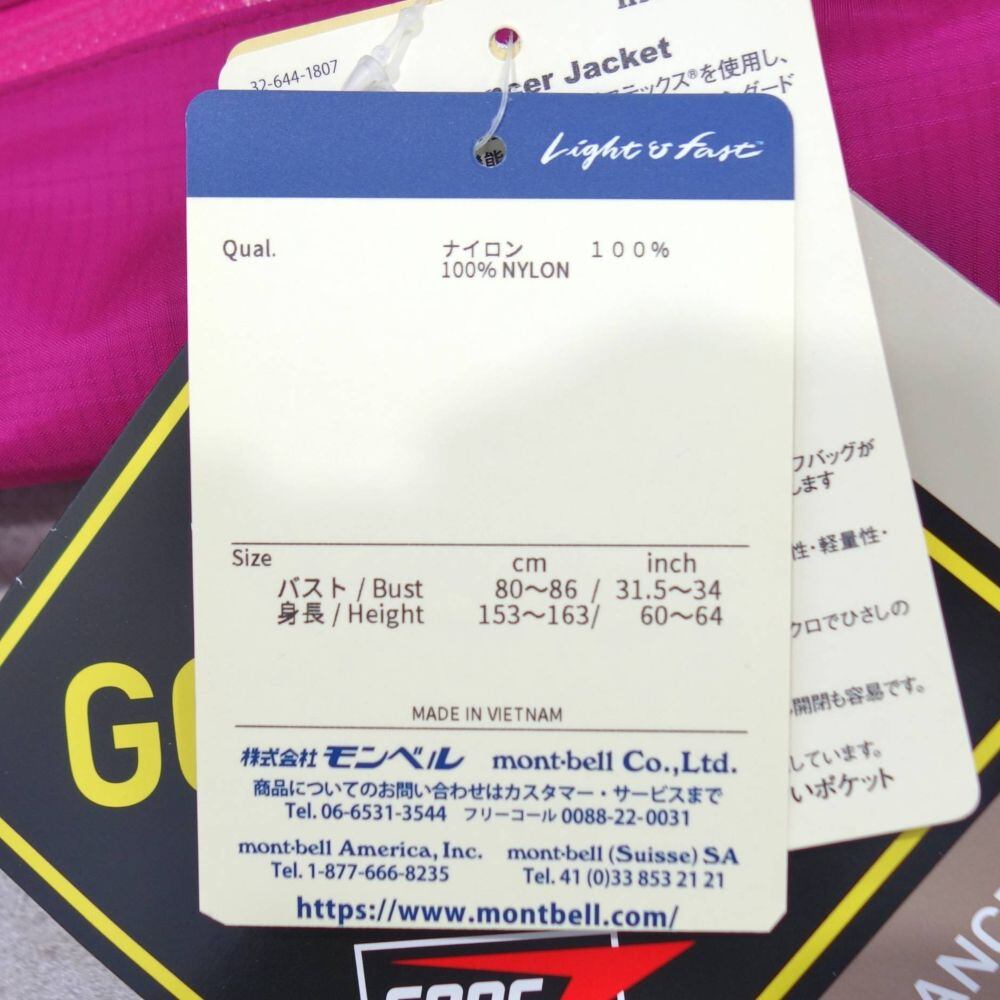 32-644-1807
cer Jacket
ックス®を使用し、
ンガード
能
Light & Fast
Qual. ナイロン 100%
100% NYLON
フバッグが
します
性・軽量性・
Size cm inch
バスト / Bust 80〜86 / 31.5〜34
身長 / Height 153〜163/ 60〜64
クロでひさしの
開閉も容易です。
MADE IN VIETNAM
しています。
いポケット
株式会社 モンベル mont-bell Co.,Ltd.
商品についてのお問い合わせはカスタマー・サービスまで
Tel. 06-6531-3544 フリーコール 0088-22-0031
mont-bell America, Inc. mont-bell (Suisse) SA
Tel. 1-877-666-8235 Tel. 41 (0)33 853 21 21
https://www.montbell.com/
GO
GORE
ANC